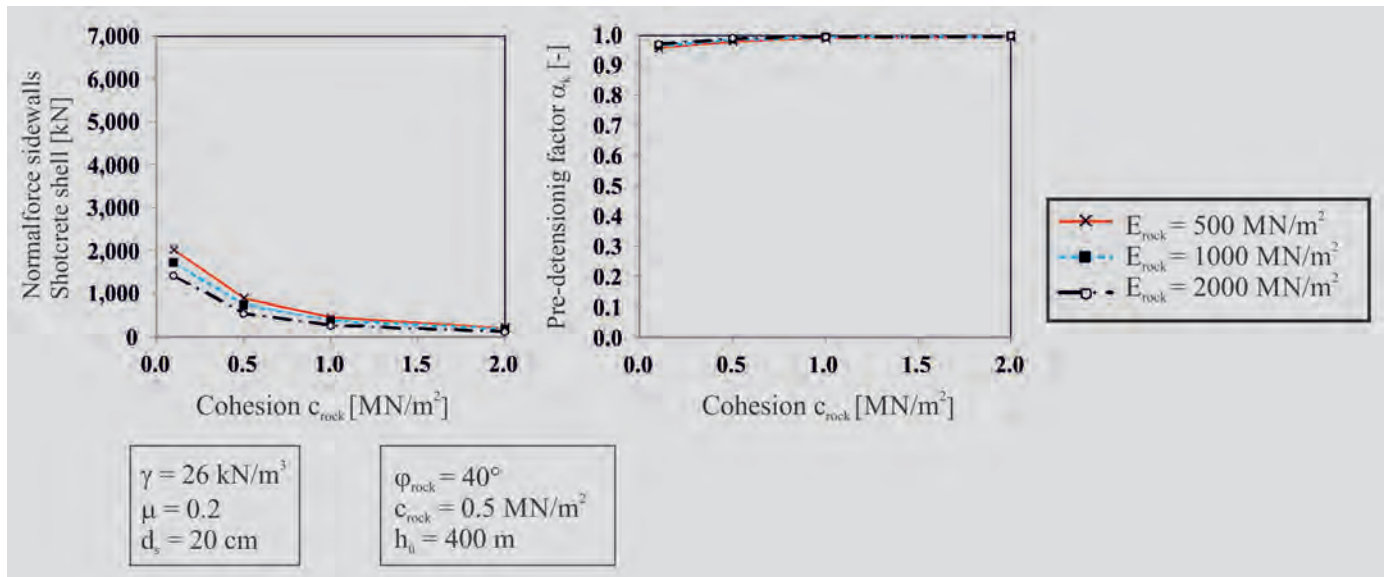 Normalforce sidewalls
Shotcrete shell [kN]
7,000
6,000
5,000
4,000
3,000
2,000
1,000
0
0.0 0.5 1.0 1.5 2.0
Cohesion c_rock [MN/m²]
Pre-detensionig factor α_k [-]
1.0
0.9
0.8
0.7
0.6
0.5
0.4
0.3
0.2
0.1
0.0
0.0 0.5 1.0 1.5 2.0
Cohesion c_rock [MN/m²]
E_rock = 500 MN/m²
E_rock = 1000 MN/m²
E_rock = 2000 MN/m²
γ = 26 kN/m³
μ = 0.2
d_s = 20 cm
φ_rock = 40°
c_rock = 0.5 MN/m²
h_ü = 400 m